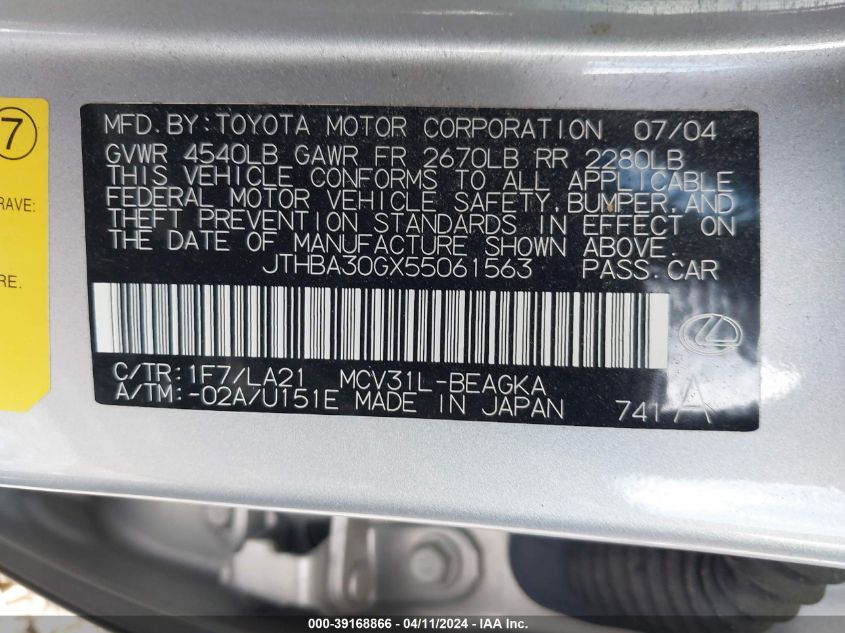 7
RAVE:
RE.
MFD. BY: TOYOTA MOTOR CORPORATION 07/04
GVWR 4540LB GAWR FR 2670LB RR 2280LB
THIS VEHICLE CONFORMS TO ALL APPLICABLE
FEDERAL MOTOR VEHICLE SAFETY, BUMPER, AND
THEFT PREVENTION STANDARDS IN EFFECT ON
THE DATE OF MANUFACTURE SHOWN ABOVE.
JTHBA30GX55061563 PASS. CAR
C/TR: 1F7/LA21 MCV31L-BEAGKA
A/TM: -02A/U151E MADE IN JAPAN 741 A
000-39168866 - 04/11/2024 - IAA Inc.